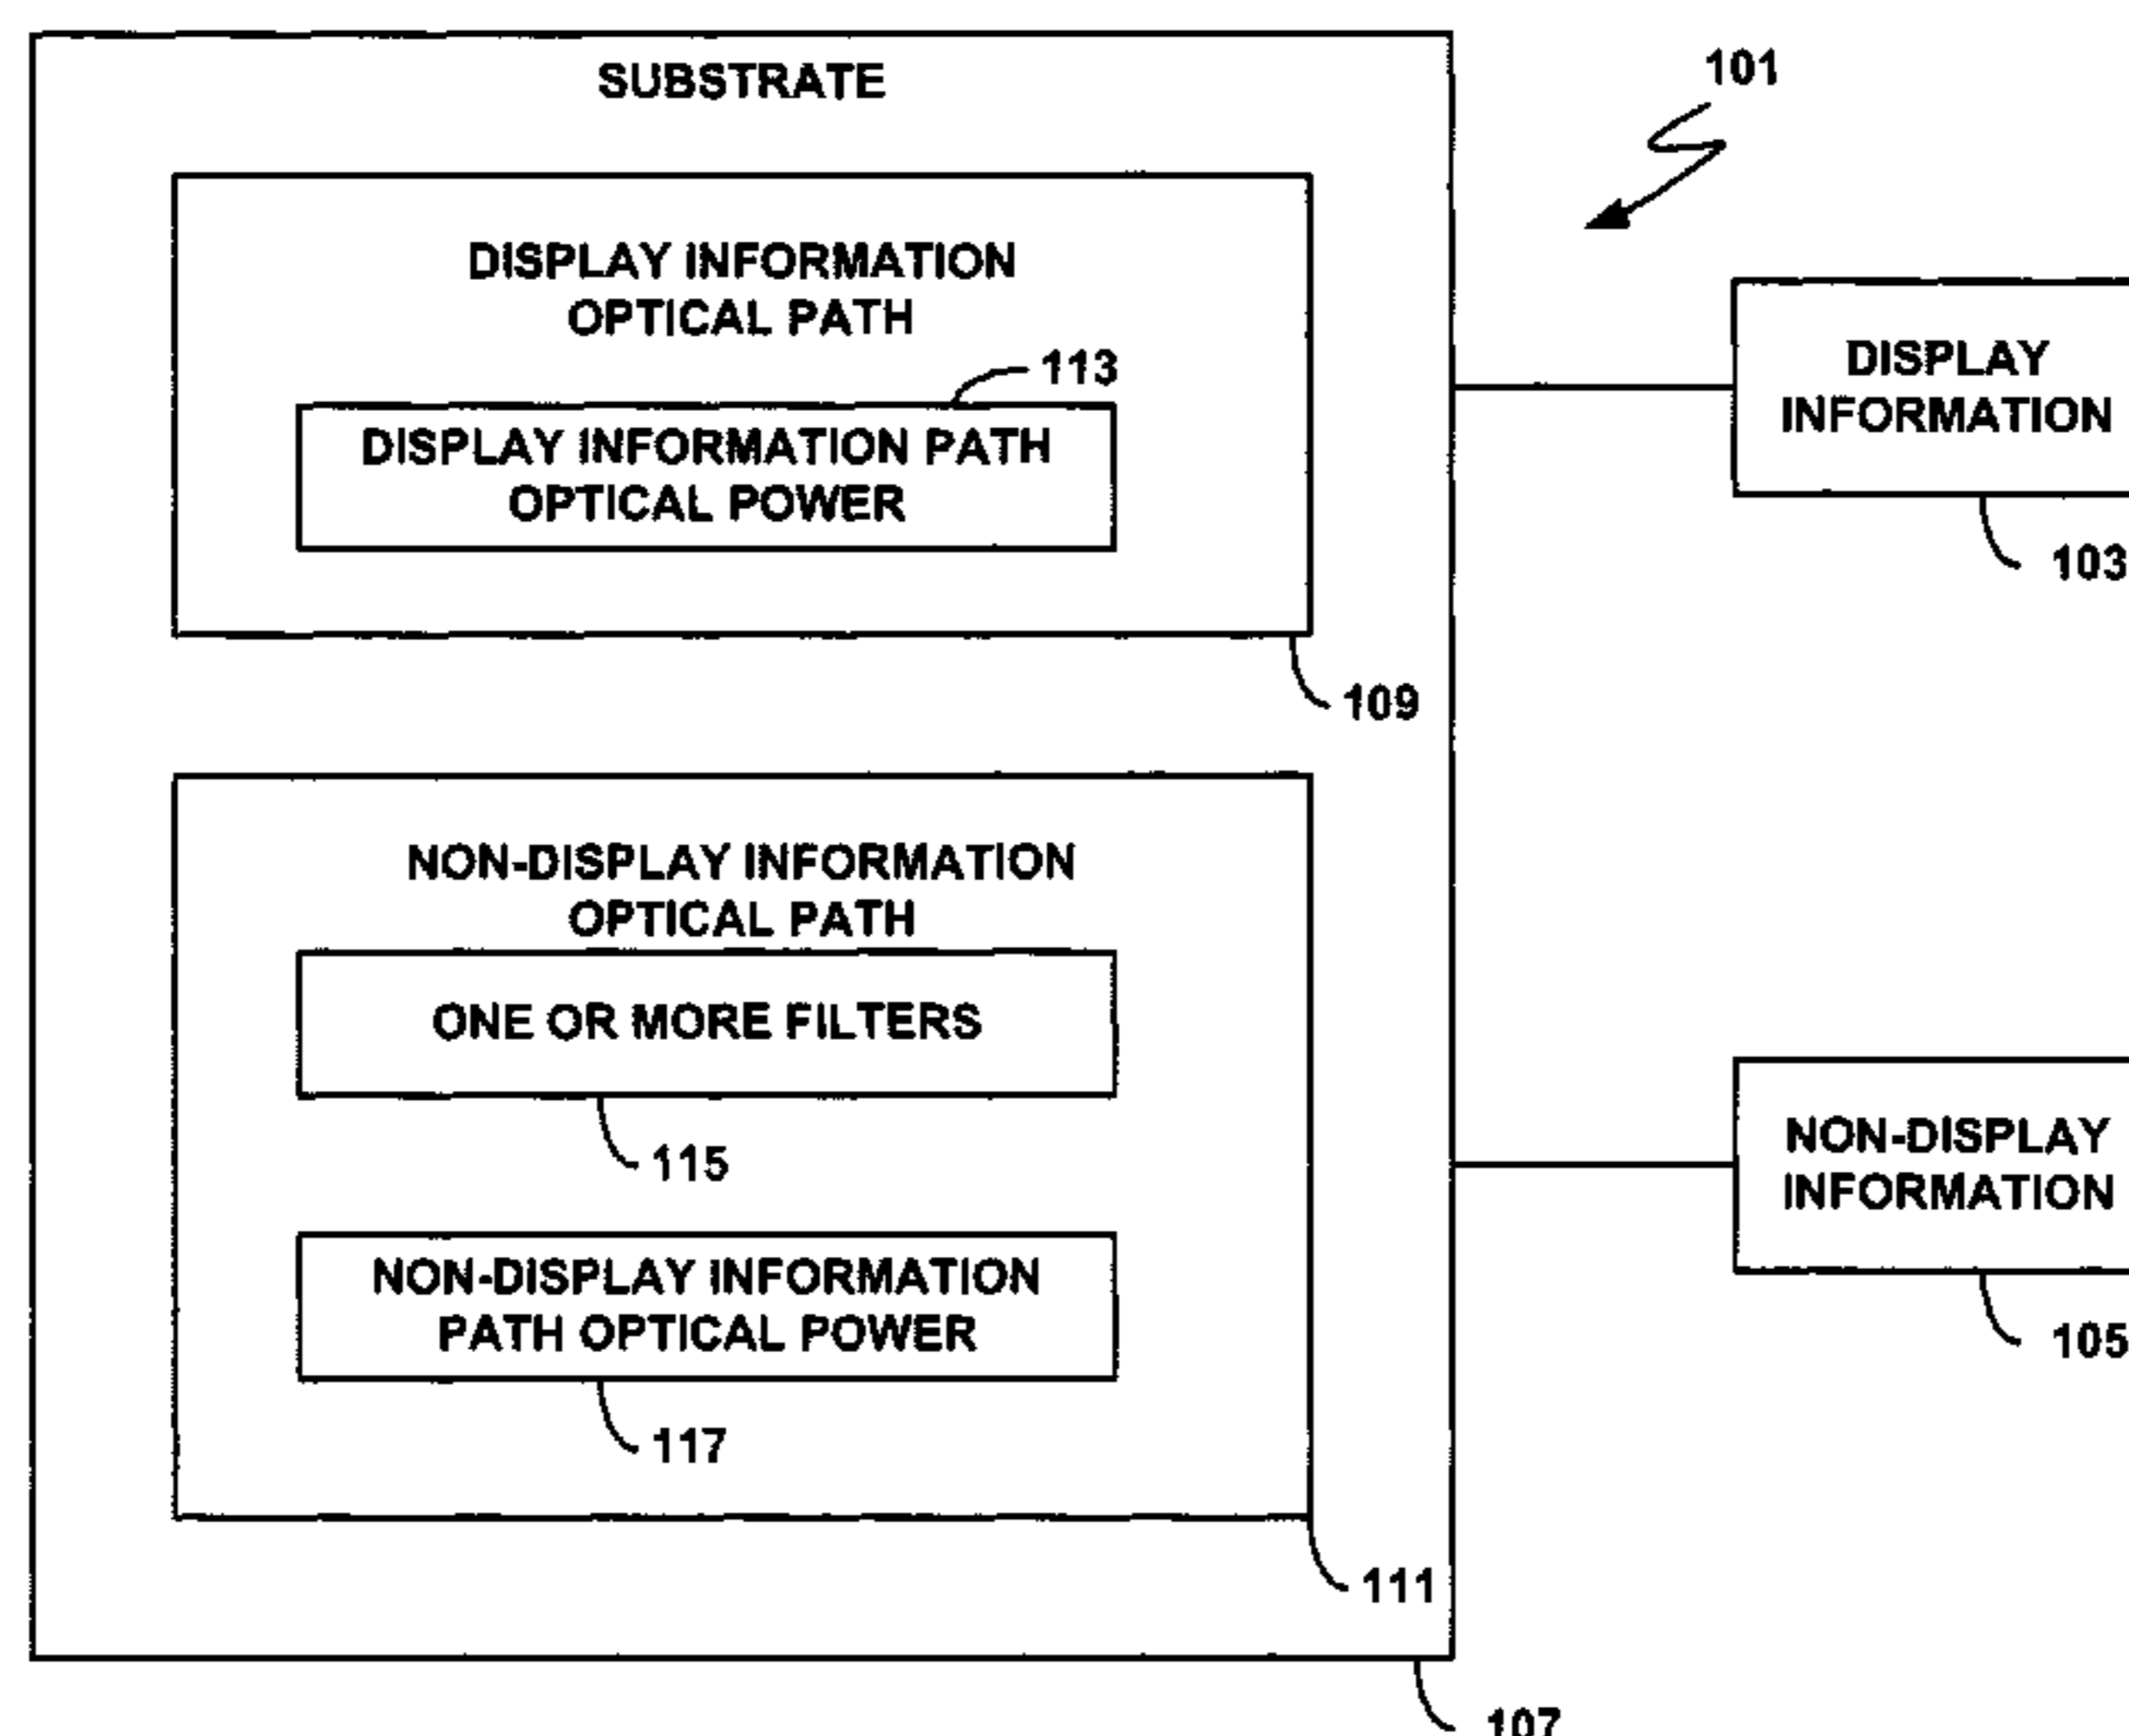 SUBSTRATE
101
DISPLAY INFORMATION
OPTICAL PATH
113
DISPLAY INFORMATION PATH
OPTICAL POWER
109
DISPLAY
INFORMATION
103
NON-DISPLAY INFORMATION
OPTICAL PATH
ONE OR MORE FILTERS
115
NON-DISPLAY INFORMATION
PATH OPTICAL POWER
117
111
NON-DISPLAY
INFORMATION
105
107